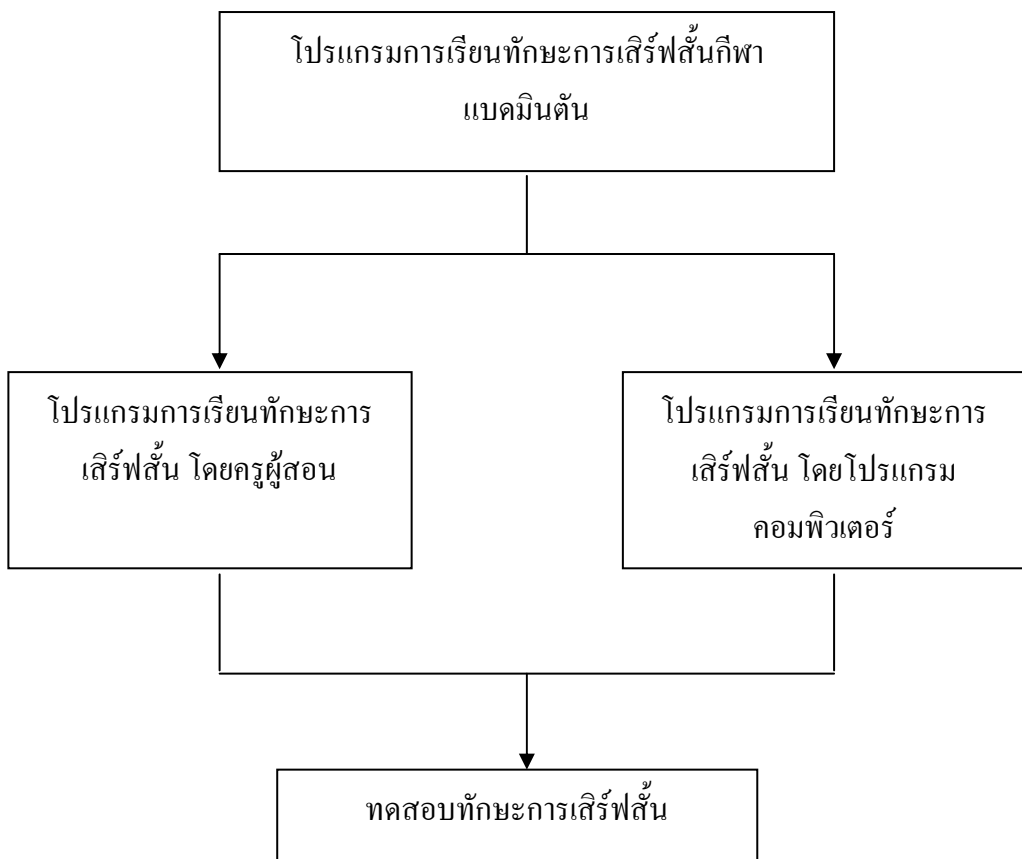 โปรแกรมการเรียนทักษะการเสิร์ฟสั้นกีฬา
แบดมินตัน
โปรแกรมการเรียนทักษะการ
เสิร์ฟสั้น โดยครูผู้สอน
โปรแกรมการเรียนทักษะการ
เสิร์ฟสั้น โดยโปรแกรม
คอมพิวเตอร์
ทดสอบทักษะการเสิร์ฟสั้น